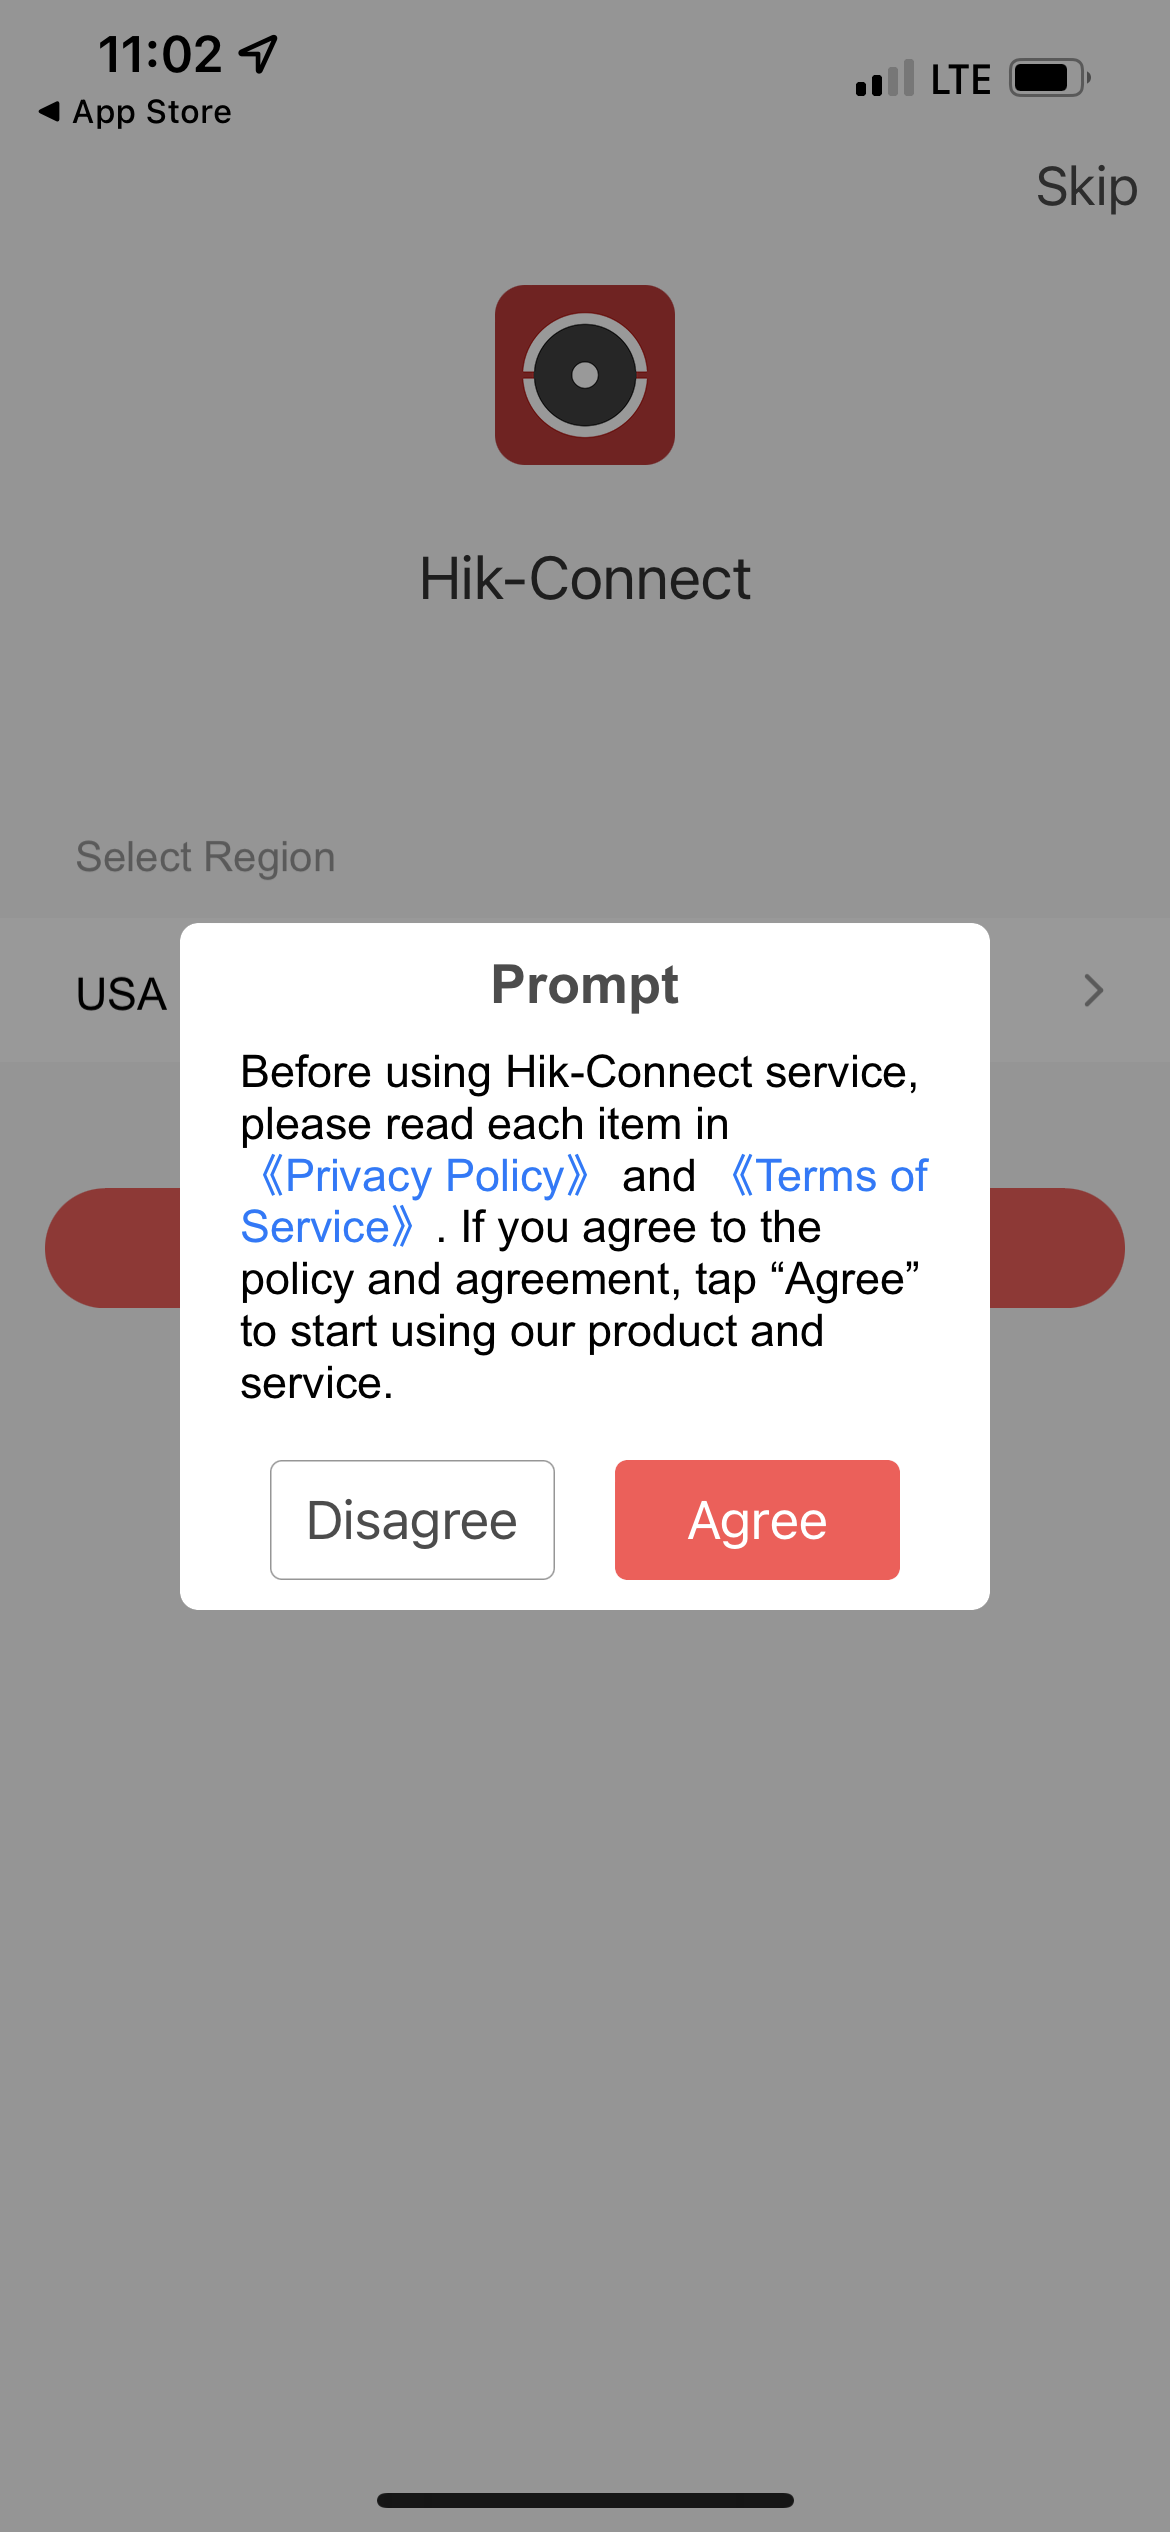 11:02
LTE
App Store
Skip
Hik-Connect
Select Region
USA
Prompt
Before using Hik-Connect service,
please read each item in
《Privacy Policy》 and 《Terms of
Service》. If you agree to the
policy and agreement, tap “Agree”
to start using our product and
service.
Disagree
Agree